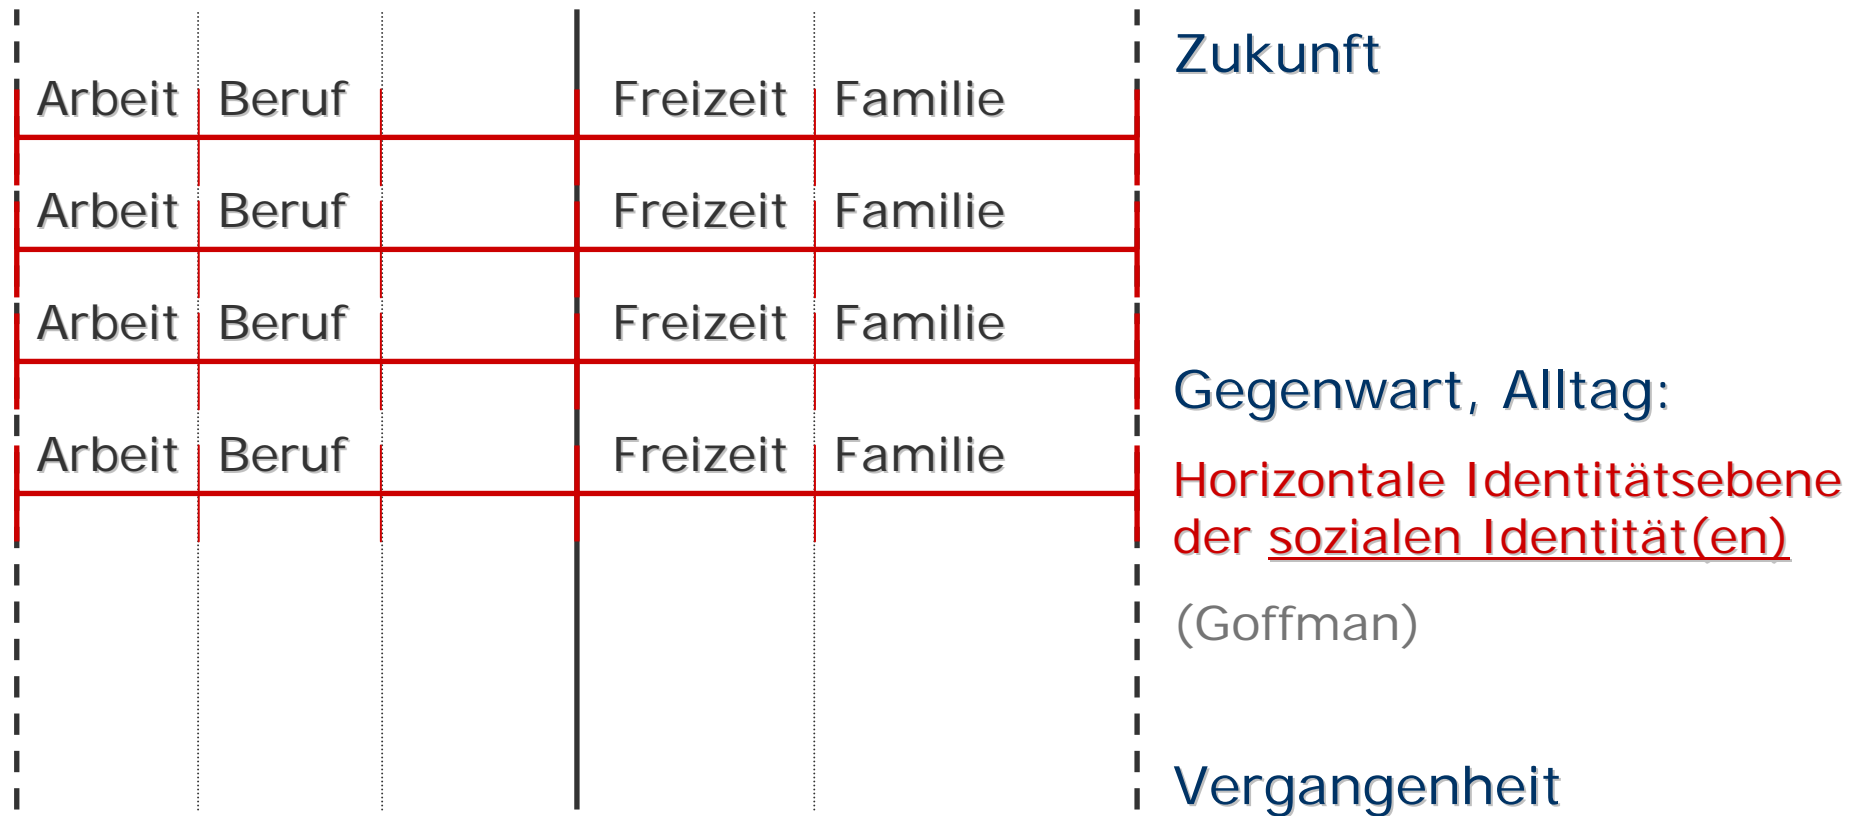 Zukunft
Arbeit Beruf Freizeit Familie
Arbeit Beruf Freizeit Familie
Arbeit Beruf Freizeit Familie
Gegenwart, Alltag:
Arbeit Beruf Freizeit Familie
Horizontale Identitätsebene
der sozialen Identität(en)
(Goffman)
Vergangenheit